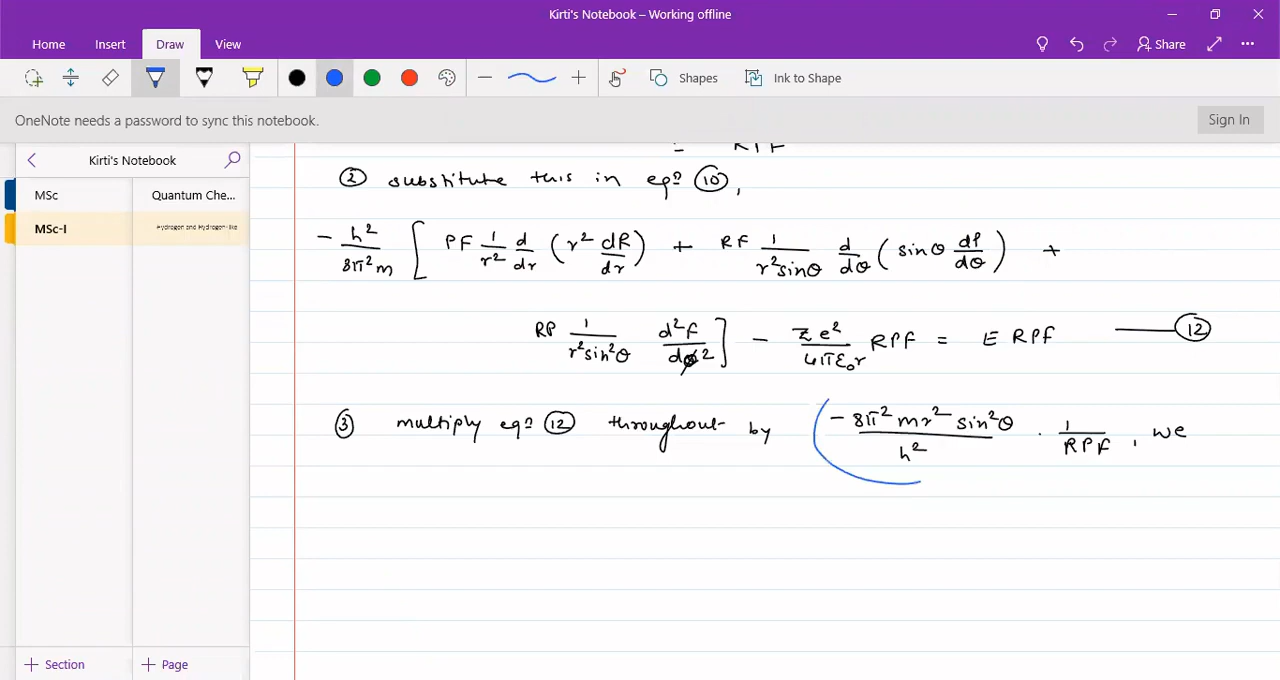 Kirti's Notebook – Working offline
Home Insert Draw View Share
Shapes Ink to Shape
OneNote needs a password to sync this notebook. Sign In
Kirti's Notebook
MSc Quantum Che...
MSc-I Hydrogen and Hydrogen-like
= RPF
② substitute this in eqⁿ ⑩,
- h²/8π²m [ PF 1/r² d/dr (r² dR/dr) + RF 1/r²sinθ d/dθ (sinθ dP/dθ) +
RP 1/r²sin²θ d²F/dφ² ] - Ze²/4πε₀r RPF = E RPF — ⑫
③ multiply eqⁿ ⑫ throughout by ( - 8π²mr² sin²θ/h² · 1/RPF , we
+ Section + Page